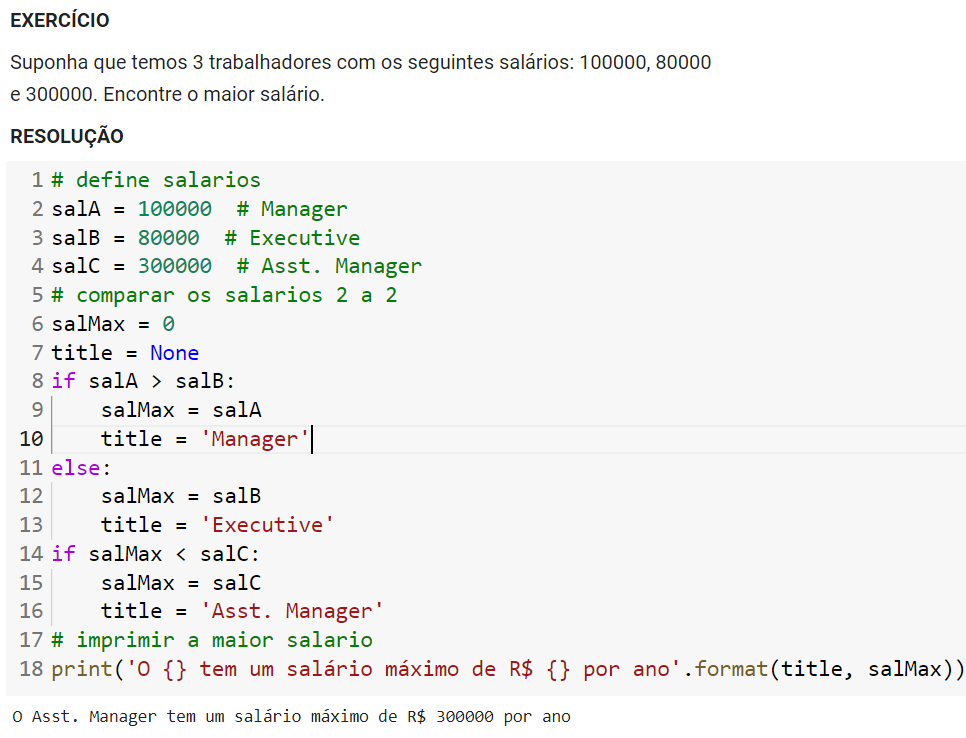 EXERCÍCIO
Suponha que temos 3 trabalhadores com os seguintes salários: 100000, 80000
e 300000. Encontre o maior salário.
RESOLUÇÃO
1 # define salarios
2 salA = 100000  # Manager
3 salB = 80000  # Executive
4 salC = 300000  # Asst. Manager
5 # comparar os salarios 2 a 2
6 salMax = 0
7 title = None
8 if salA > salB:
9     salMax = salA
10     title = 'Manager'
11 else:
12     salMax = salB
13     title = 'Executive'
14 if salMax < salC:
15     salMax = salC
16     title = 'Asst. Manager'
17 # imprimir a maior salario
18 print('O {} tem um salário máximo de R$ {} por ano'.format(title, salMax))
O Asst. Manager tem um salário máximo de R$ 300000 por ano